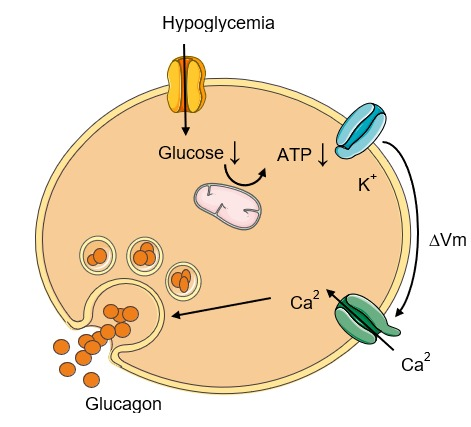 Hypoglycemia
Glucose ↓
ATP ↓
K+
ΔVm
Ca2
Ca2
Glucagon